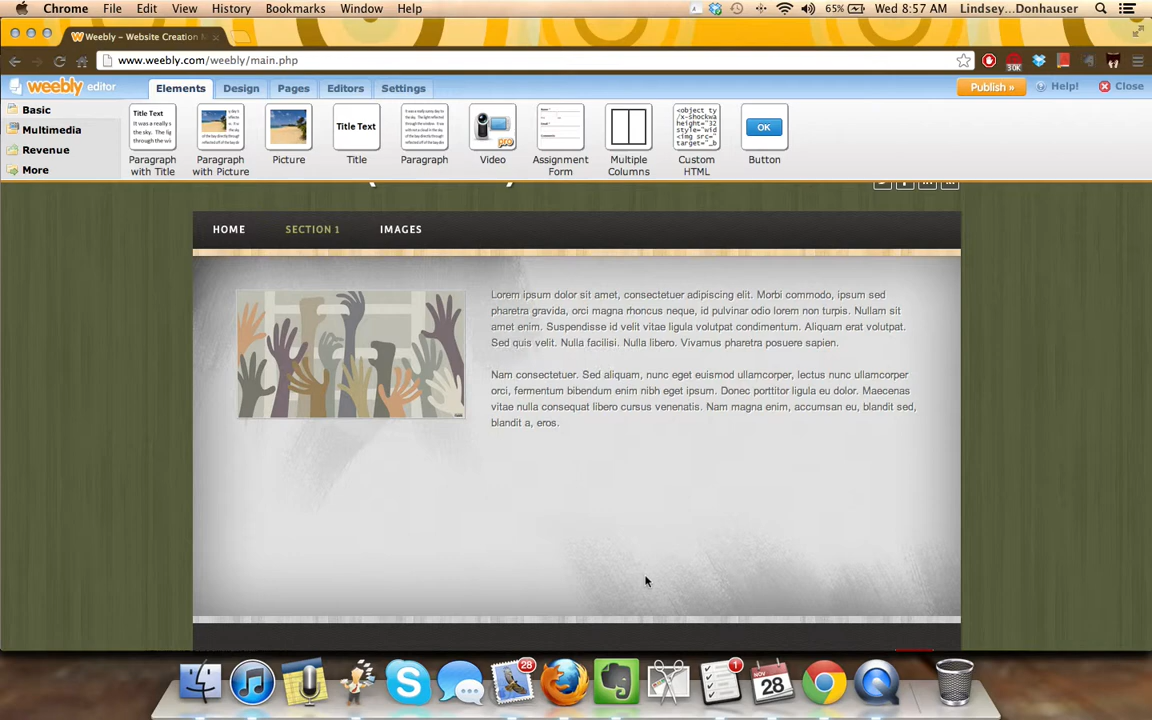 Chrome File Edit View History Bookmarks Window Help 65% Wed 8:57 AM Lindsey...Donhauser
Weebly – Website Creation
www.weebly.com/weebly/main.php 30K
weebly editor Elements Design Pages Editors Settings Publish » Help! Close
Basic
Multimedia
Revenue
More
Title Text
Title Text
pro
OK
Paragraph with Title
Paragraph with Picture
Picture
Title
Paragraph
Video
Assignment Form
Multiple Columns
Custom HTML
Button
HOME SECTION 1 IMAGES
Lorem ipsum dolor sit amet, consectetuer adipiscing elit. Morbi commodo, ipsum sed
pharetra gravida, orci magna rhoncus neque, id pulvinar odio lorem non turpis. Nullam sit
amet enim. Suspendisse id velit vitae ligula volutpat condimentum. Aliquam erat volutpat.
Sed quis velit. Nulla facilisi. Nulla libero. Vivamus pharetra posuere sapien.
Nam consectetuer. Sed aliquam, nunc eget euismod ullamcorper, lectus nunc ullamcorper
orci, fermentum bibendum enim nibh eget ipsum. Donec porttitor ligula eu dolor. Maecenas
vitae nulla consequat libero cursus venenatis. Nam magna enim, accumsan eu, blandit sed,
blandit a, eros.
28
1
NOV
28